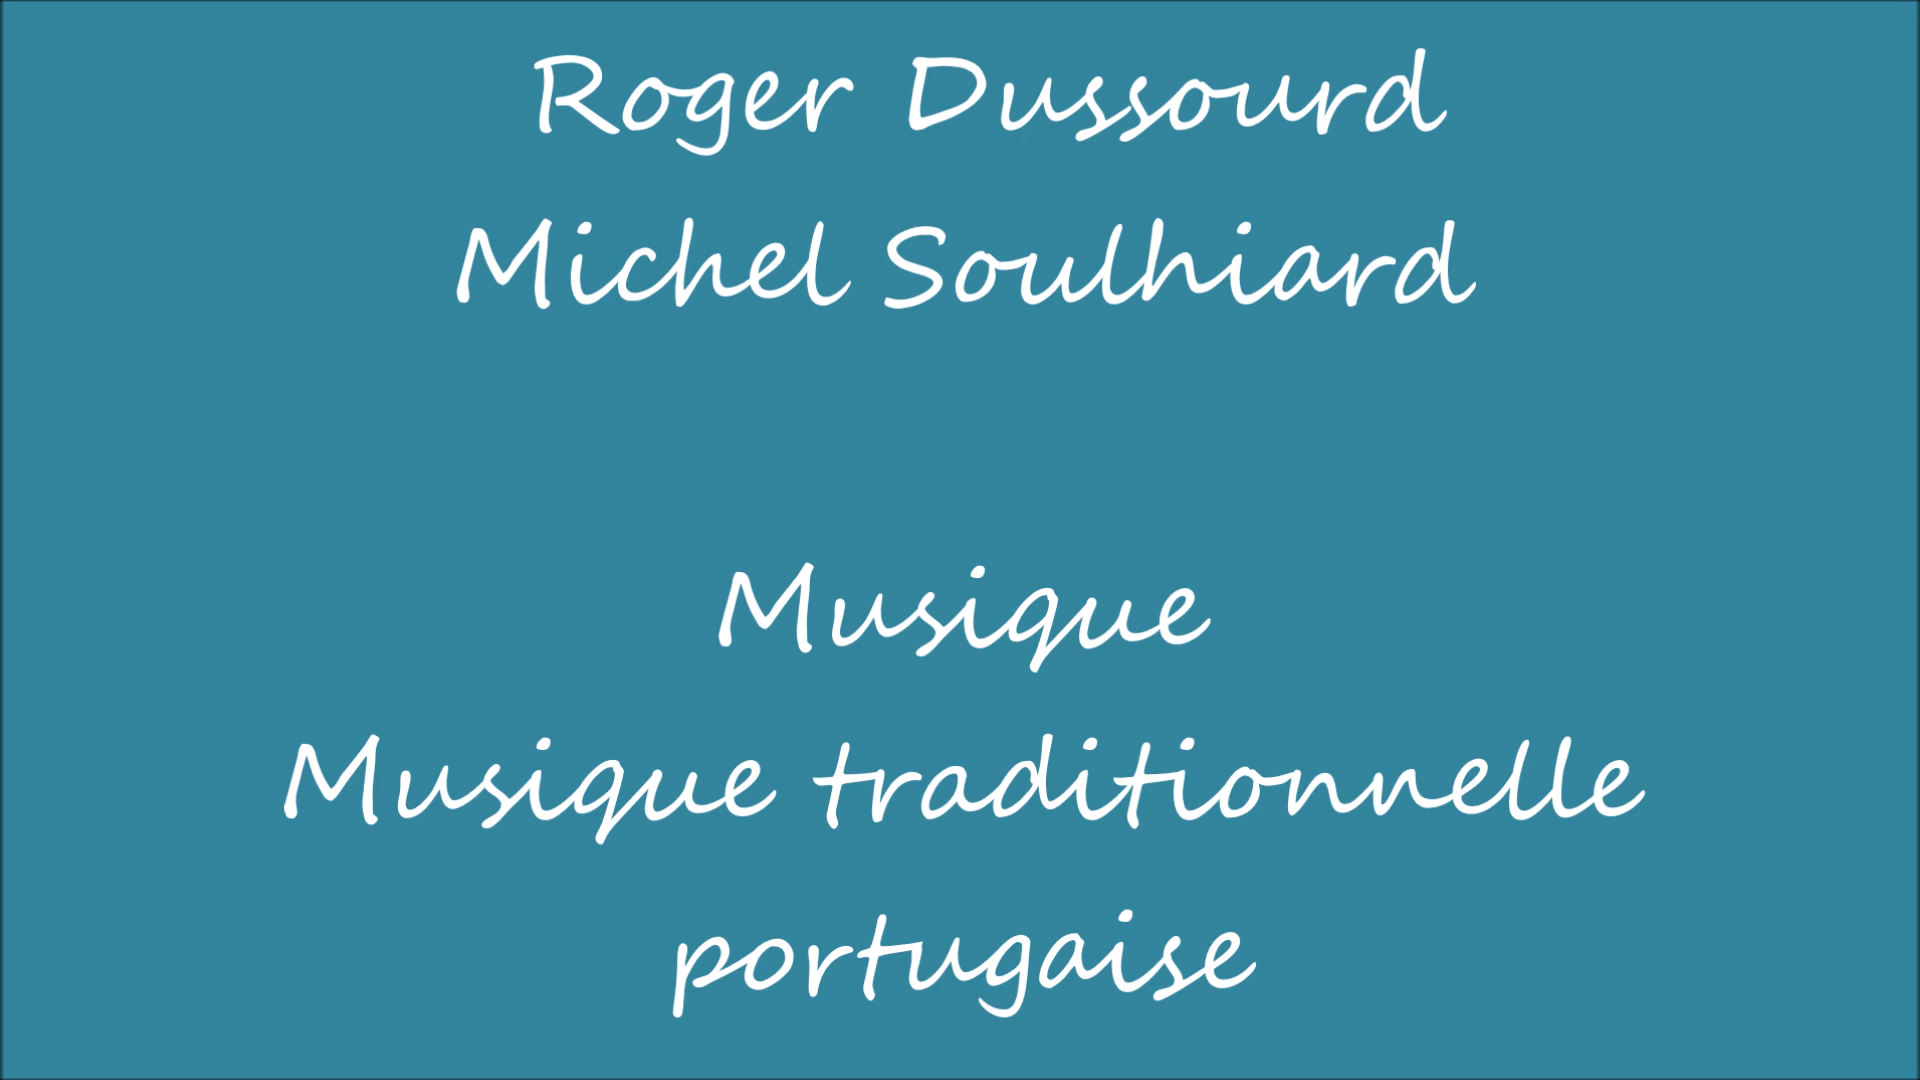 Roger Dussourd
Michel Soulhiard
Musique
Musique traditionnelle
portugaise